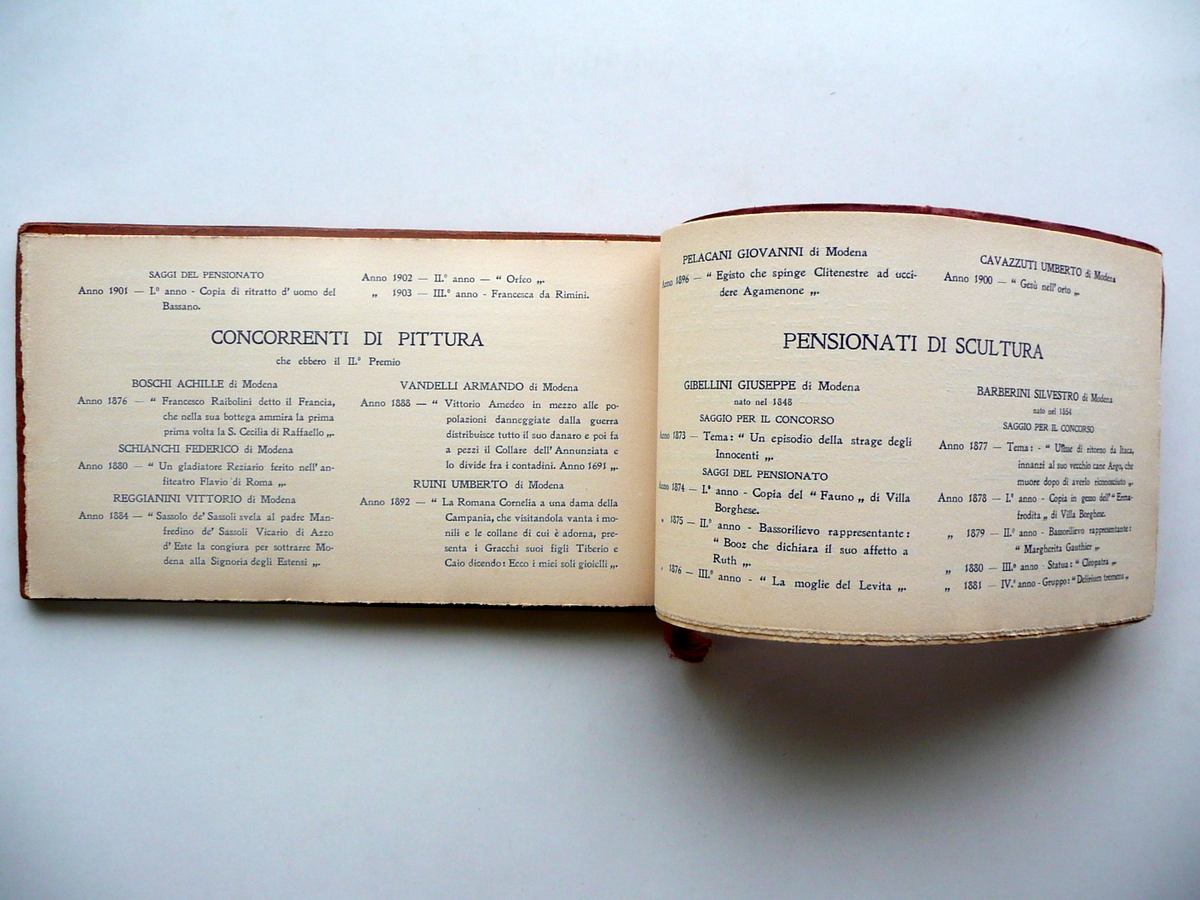 SAGGI DEL PENSIONATO
Anno 1901 — I.º anno - Copia di ritratto d' uomo del
Bassano.
Anno 1902 — II.º anno — “ Orfeo „.
„ 1903 — III.º anno - Francesca da Rimini.
CONCORRENTI DI PITTURA
che ebbero il II.º Premio
BOSCHI ACHILLE di Modena
Anno 1876 — “ Francesco Raibolini detto il Francia,
che nella sua bottega ammira la prima
prima volta la S. Cecilia di Raffaello „.
SCHIANCHI FEDERICO di Modena
Anno 1880 — “ Un gladiatore Reziario ferito nell' an-
fiteatro Flavio di Roma „.
REGGIANINI VITTORIO di Modena
Anno 1884 — “ Sassolo de' Sassoli svela al padre Man-
fredino de' Sassoli Vicario di Azzo
d' Este la congiura per sottrarre Mo-
dena alla Signoria degli Estensi „.
VANDELLI ARMANDO di Modena
Anno 1888 — “ Vittorio Amedeo in mezzo alle po-
polazioni danneggiate dalla guerra
distribuisce tutto il suo danaro e poi fa
a pezzi il Collare dell' Annunziata e
lo divide fra i contadini. Anno 1691 „.
RUINI UMBERTO di Modena
Anno 1892 — “ La Romana Cornelia a una dama della
Campania, che visitandola vanta i mo-
nili e le collane di cui è adorna, pre-
senta i Gracchi suoi figli Tiberio e
Caio dicendo: Ecco i miei soli gioielli „.
PELACANI GIOVANNI di Modena
Anno 1896 — “ Egisto che spinge Clitenestre ad ucci-
dere Agamenone „.
CAVAZZUTI UMBERTO di Modena
Anno 1900 — “ Gesù nell' orto „.
PENSIONATI DI SCULTURA
GIBELLINI GIUSEPPE di Modena
nato nel 1848
SAGGIO PER IL CONCORSO
Anno 1873 — Tema: “ Un episodio della strage degli
Innocenti „.
SAGGI DEL PENSIONATO
Anno 1874 — I.º anno - Copia del “ Fauno „ di Villa
Borghese.
„ 1875 — II.º anno - Bassorilievo rappresentante:
“ Booz che dichiara il suo affetto a
Ruth „.
„ 1876 — III.º anno - “ La moglie del Levita „.
BARBERINI SILVESTRO di Modena
nato nel 1854
SAGGIO PER IL CONCORSO
Anno 1877 — Tema: - “ Ulisse di ritorno da Itaca,
innanzi al suo vecchio cane Argo, che
muore dopo di averlo riconosciuto „.
Anno 1878 — I.º anno - Copia in gesso dell' “ Erma-
frodita „ di Villa Borghese.
„ 1879 — II.º anno - Bassorilievo rappresentante:
“ Margherita Gauthier „.
„ 1880 — III.º anno - Statua: “ Cleopatra „.
„ 1881 — IV.º anno - Gruppo: “ Delirium tremens „.